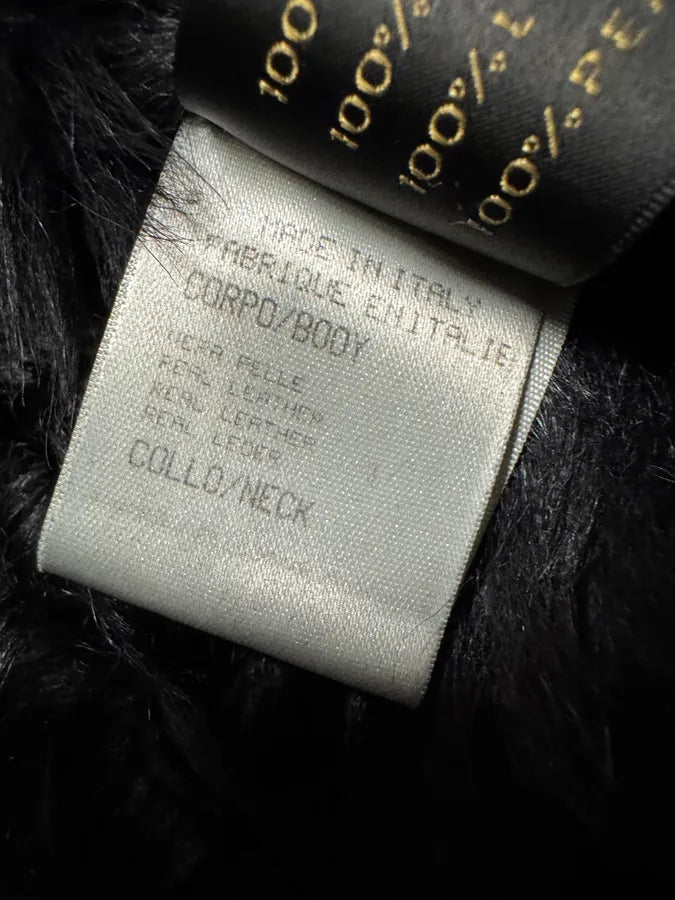 100
100%
100% L
100% PE
MADE IN ITALY
FABRIQUE EN ITALIE
CORPO/BODY
VERA PELLE
REAL LEATHER
REAL LEATHER
REAL LEDER
COLLO/NECK